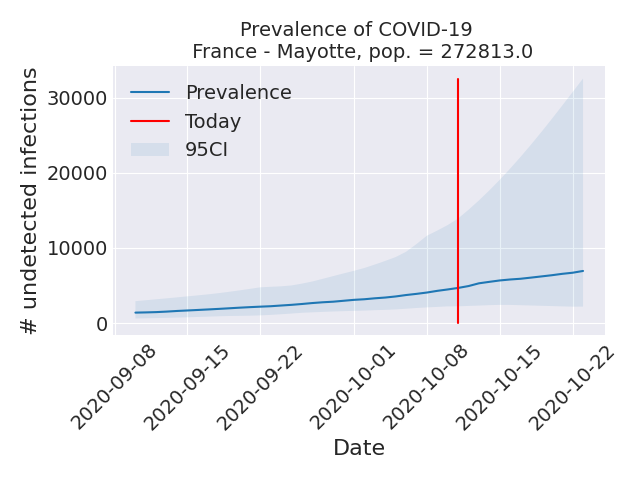 Prevalence of COVID-19
France - Mayotte, pop. = 272813.0
# undetected infections
30000
20000
10000
0
Prevalence
Today
95CI
2020-09-08
2020-09-15
2020-09-22
2020-10-01
2020-10-08
2020-10-15
2020-10-22
Date